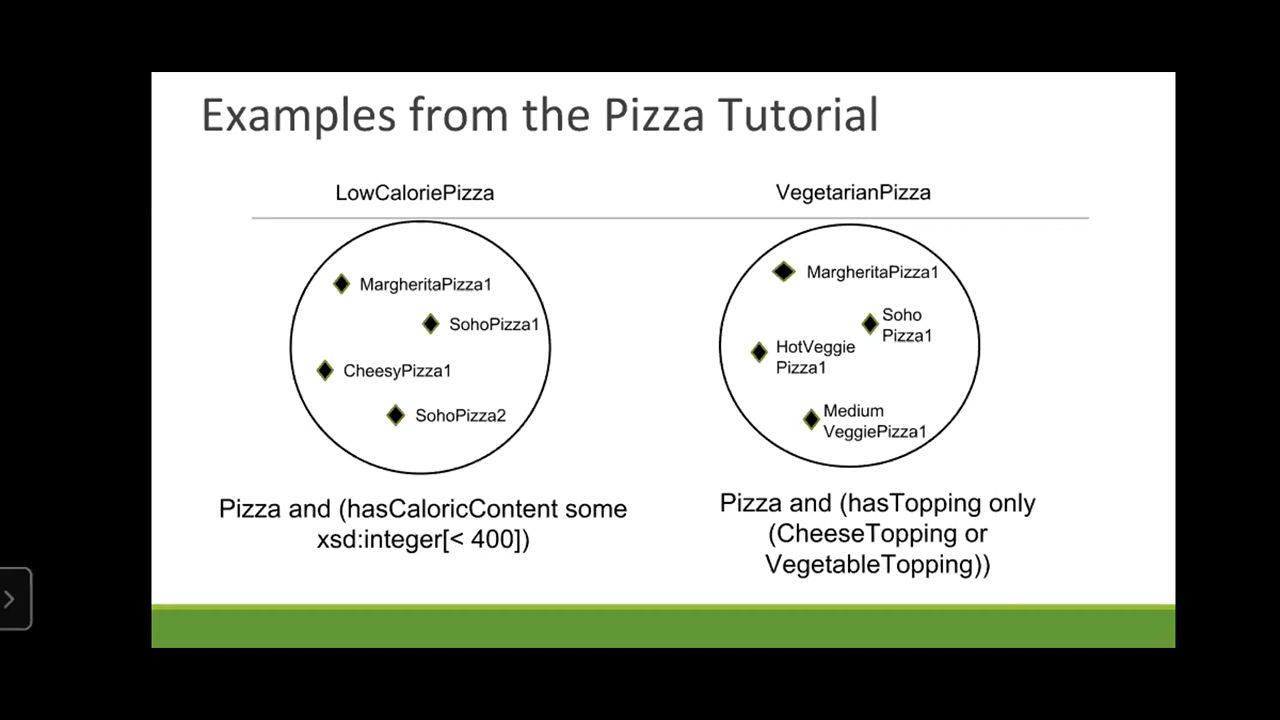 Examples from the Pizza Tutorial
LowCaloriePizza
MargheritaPizza1
SohoPizza1
CheesyPizza1
SohoPizza2
Pizza and (hasCaloricContent some
xsd:integer[< 400])
VegetarianPizza
MargheritaPizza1
Soho
Pizza1
HotVeggie
Pizza1
Medium
VeggiePizza1
Pizza and (hasTopping only
(CheeseTopping or
VegetableTopping))